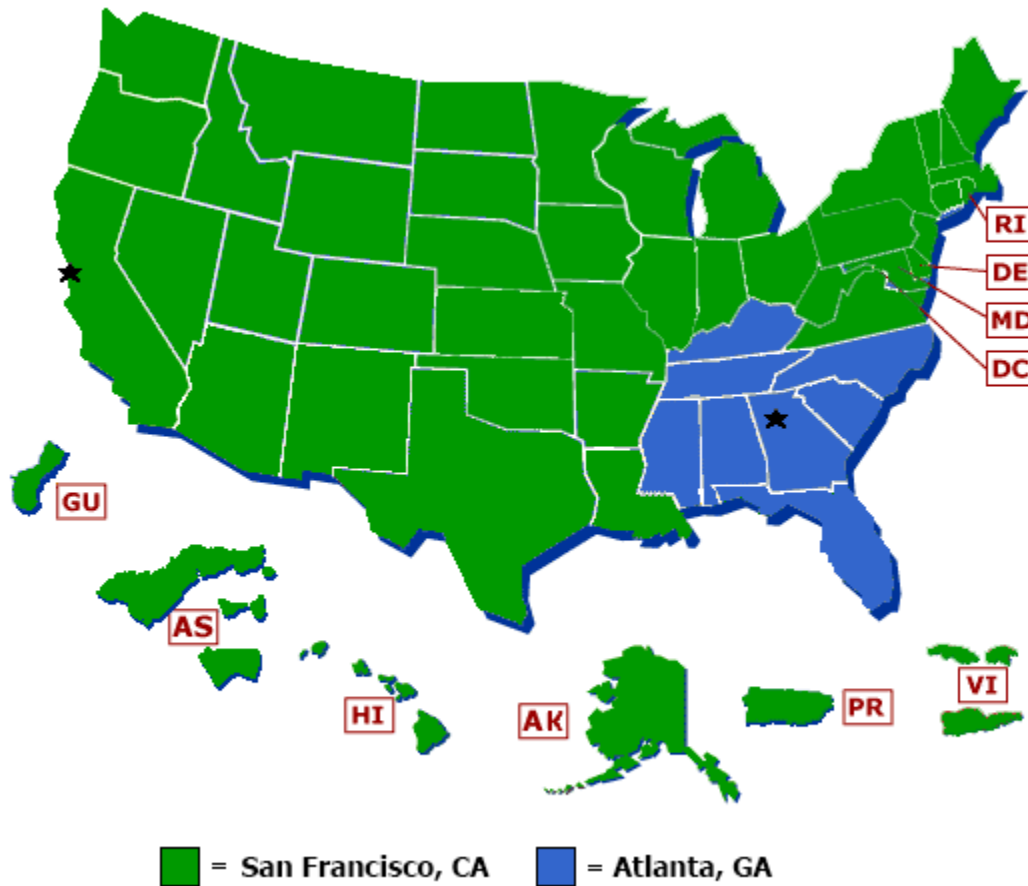 RI
DE
MD
DC
GU
AS
HI
AK
PR
VI
= San Francisco, CA
= Atlanta, GA